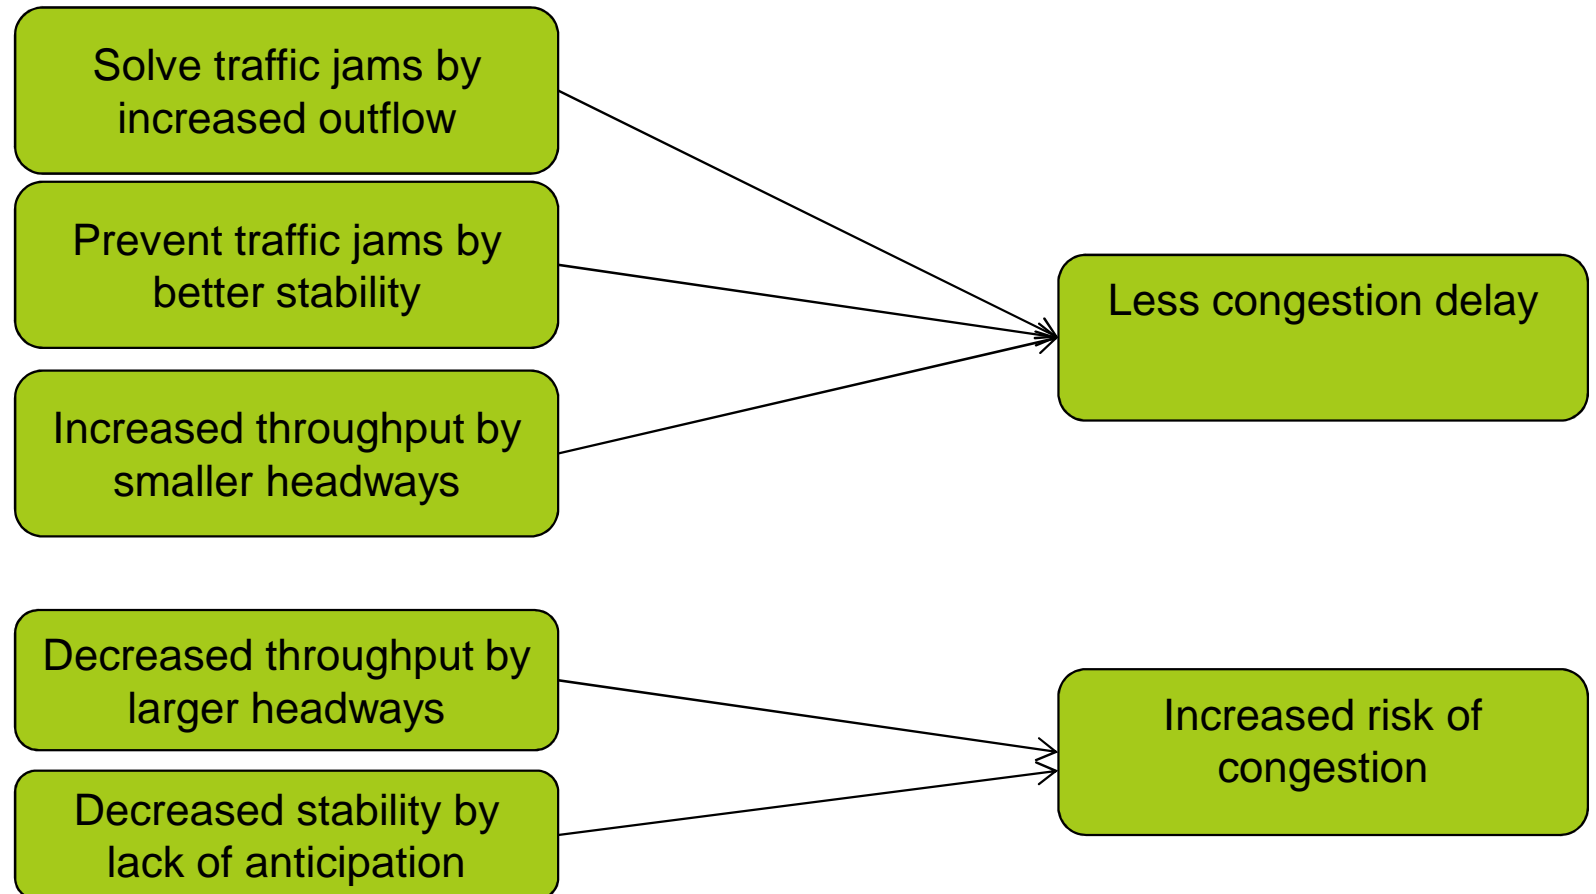 Solve traffic jams by
increased outflow
Prevent traffic jams by
better stability
Increased throughput by
smaller headways
Less congestion delay
Decreased throughput by
larger headways
Decreased stability by
lack of anticipation
Increased risk of
congestion